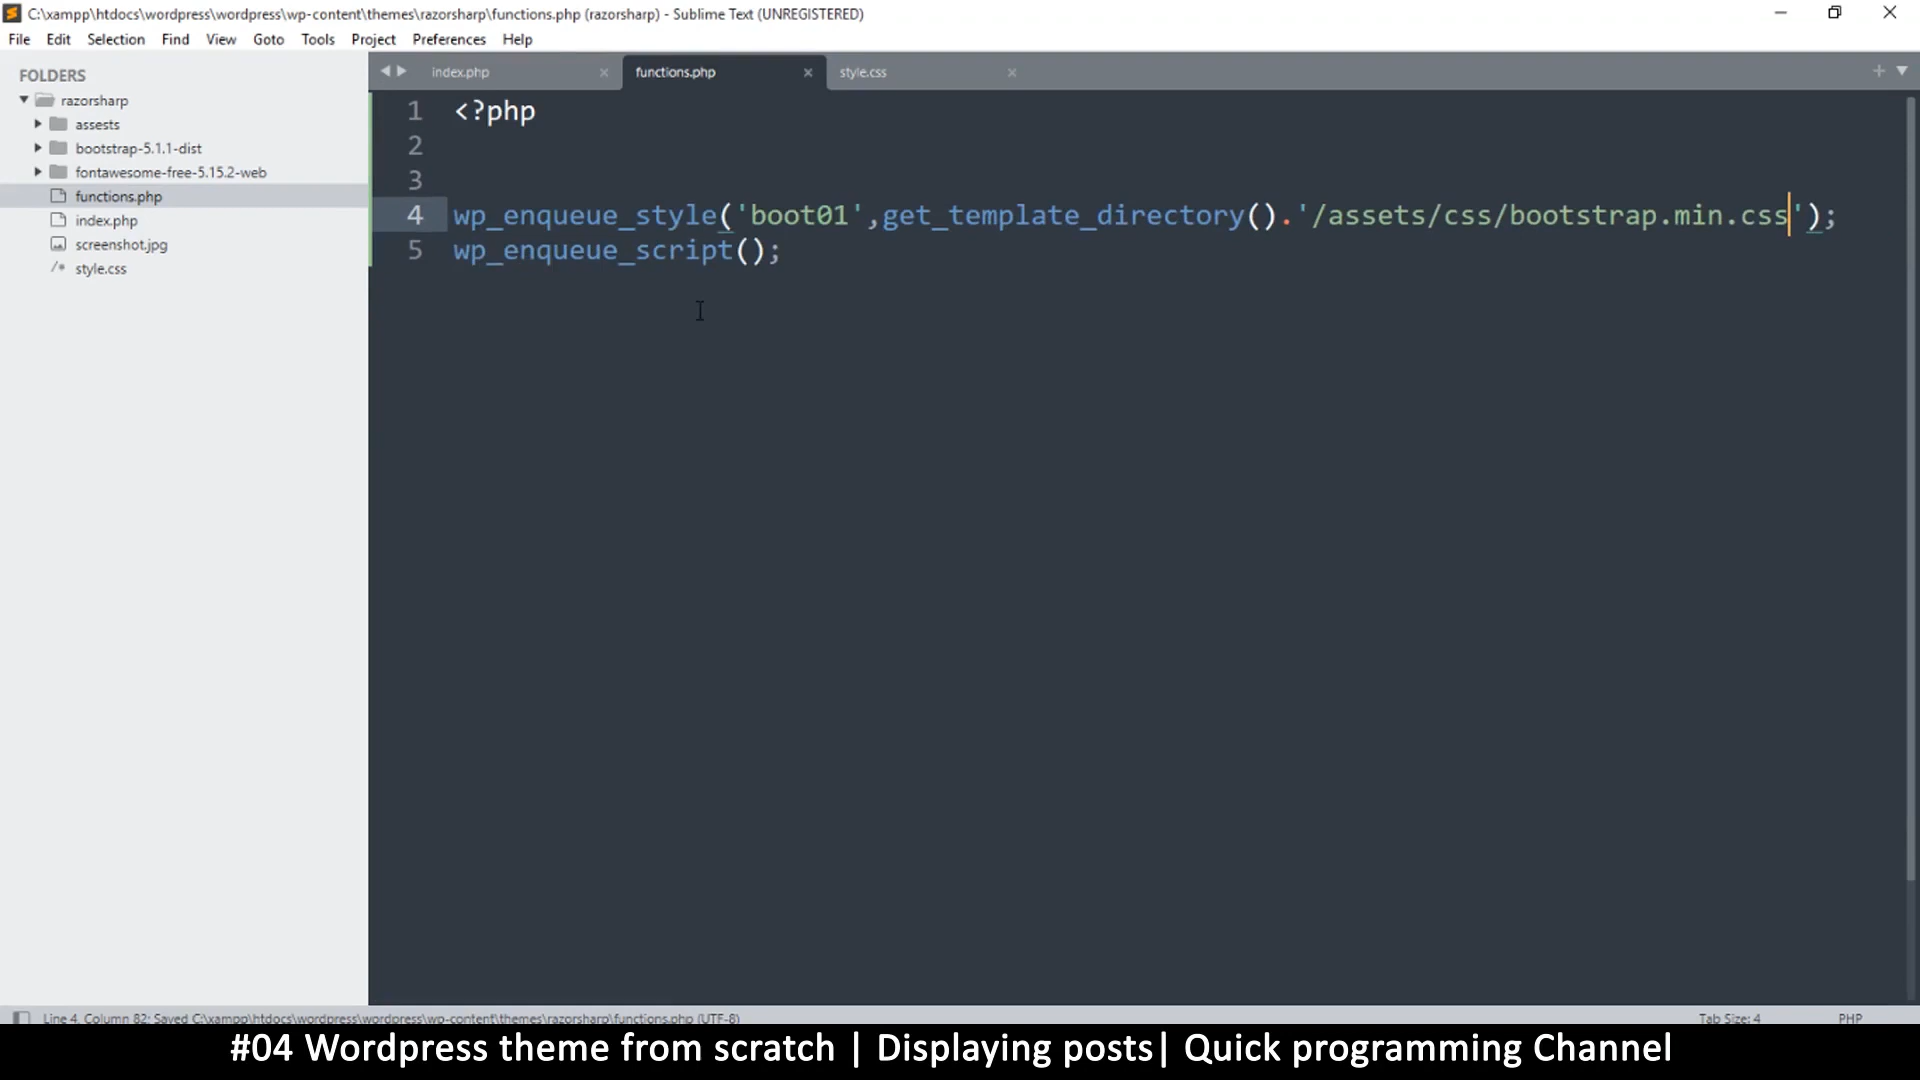 C:\xampp\htdocs\wordpress\wordpress\wp-content\themes\razorsharp\functions.php (razorsharp) - Sublime Text (UNREGISTERED)
File Edit Selection Find View Goto Tools Project Preferences Help
FOLDERS
razorsharp
assests
bootstrap-5.1.1-dist
fontawesome-free-5.15.2-web
functions.php
index.php
screenshot.jpg
/* style.css
index.php functions.php style.css
1 <?php
2
3
4 wp_enqueue_style('boot01',get_template_directory().'/assets/css/bootstrap.min.css');
5 wp_enqueue_script();
Line 4, Column 82; Saved C:\xampp\htdocs\wordpress\wordpress\wp-content\themes\razorsharp\functions.php (UTF-8) Tab Size: 4 PHP
#04 Wordpress theme from scratch | Displaying posts| Quick programming Channel